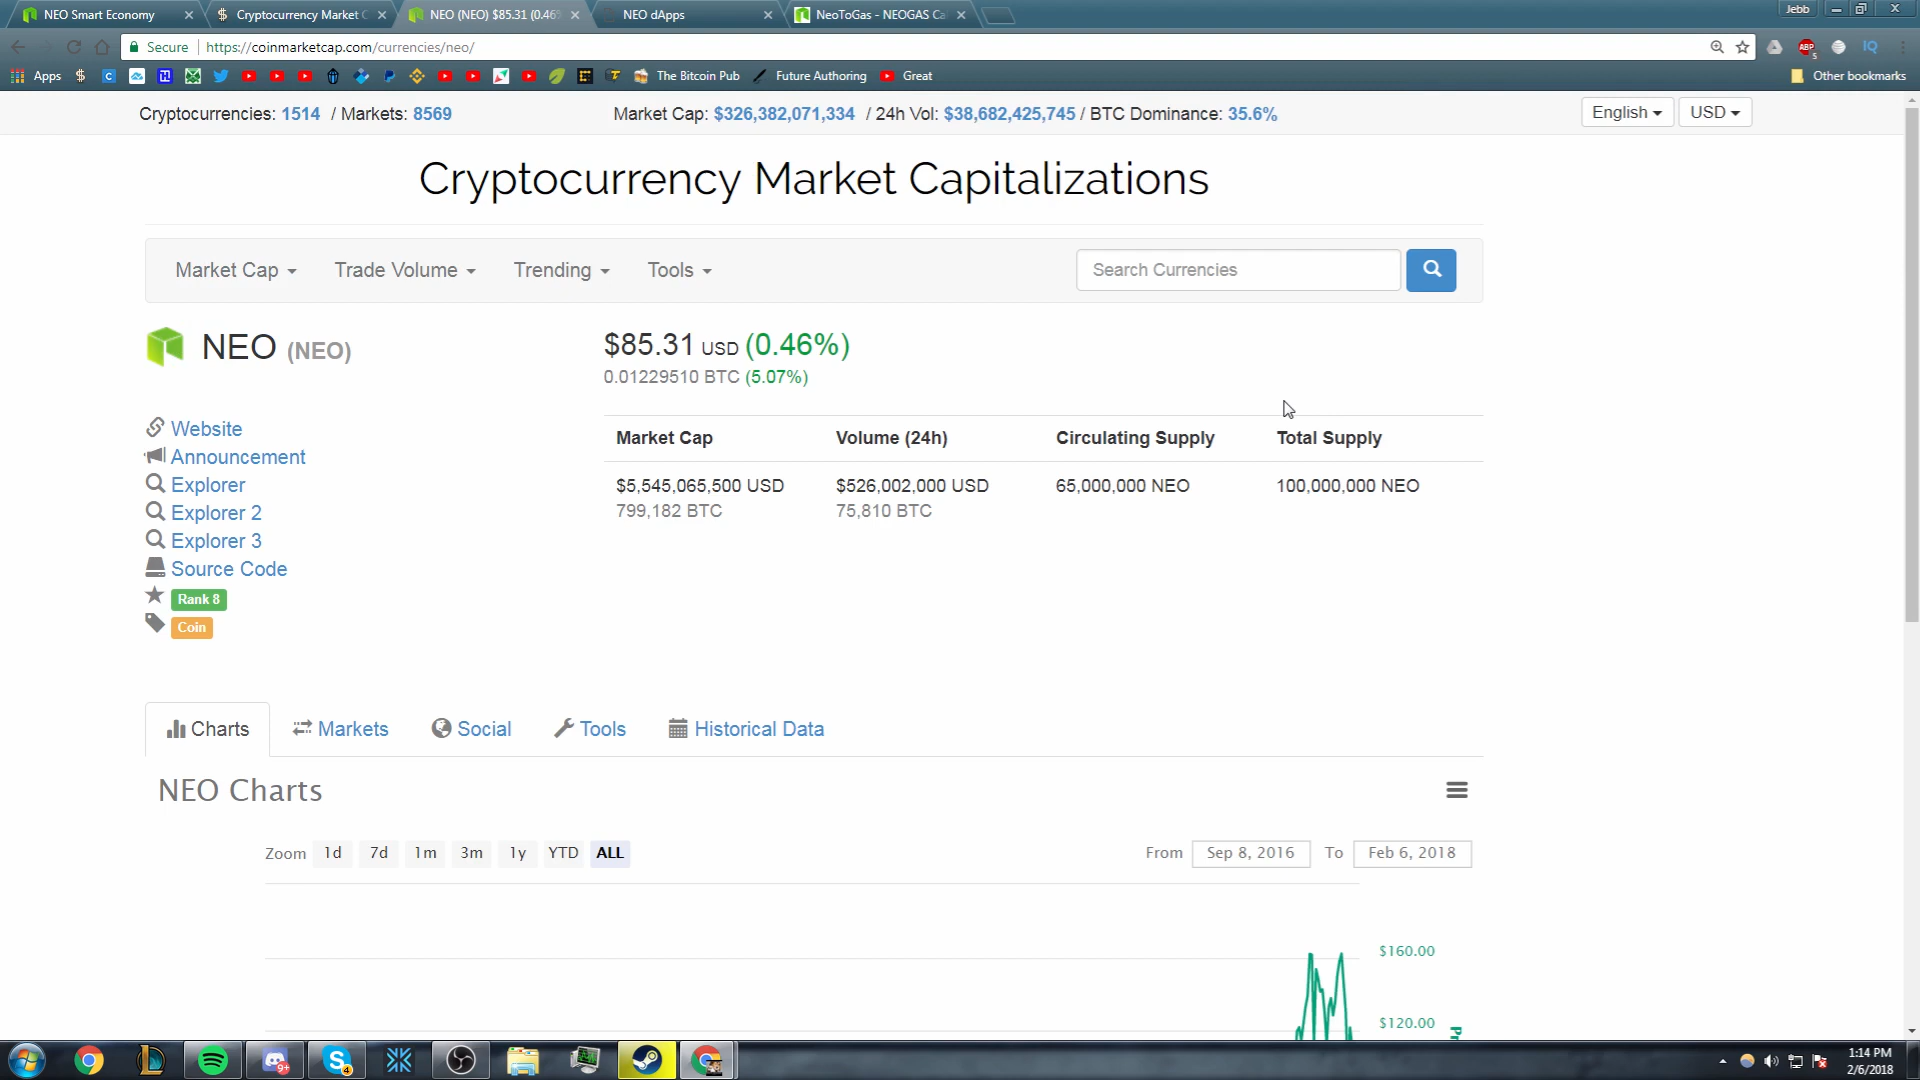 NEO Smart Economy
Cryptocurrency Market C
NEO (NEO) $85.31 (0.46%
NEO dApps
NeoToGas - NEOGAS Ca
Jebb
Secure
https://coinmarketcap.com/currencies/neo/
Apps
The Bitcoin Pub
Future Authoring
Great
Other bookmarks
Cryptocurrencies: 1514 / Markets: 8569
Market Cap: $326,382,071,334 / 24h Vol: $38,682,425,745 / BTC Dominance: 35.6%
English
USD
Cryptocurrency Market Capitalizations
Market Cap
Trade Volume
Trending
Tools
Search Currencies
NEO (NEO)
$85.31 USD (0.46%)
0.01229510 BTC (5.07%)
Website
Announcement
Explorer
Explorer 2
Explorer 3
Source Code
Rank 8
Coin
Market Cap Volume (24h) Circulating Supply Total Supply
$5,545,065,500 USD $526,002,000 USD 65,000,000 NEO 100,000,000 NEO
799,182 BTC 75,810 BTC
Charts
Markets
Social
Tools
Historical Data
NEO Charts
Zoom 1d 7d 1m 3m 1y YTD ALL
From Sep 8, 2016 To Feb 6, 2018
$160.00
$120.00
1:14 PM
2/6/2018